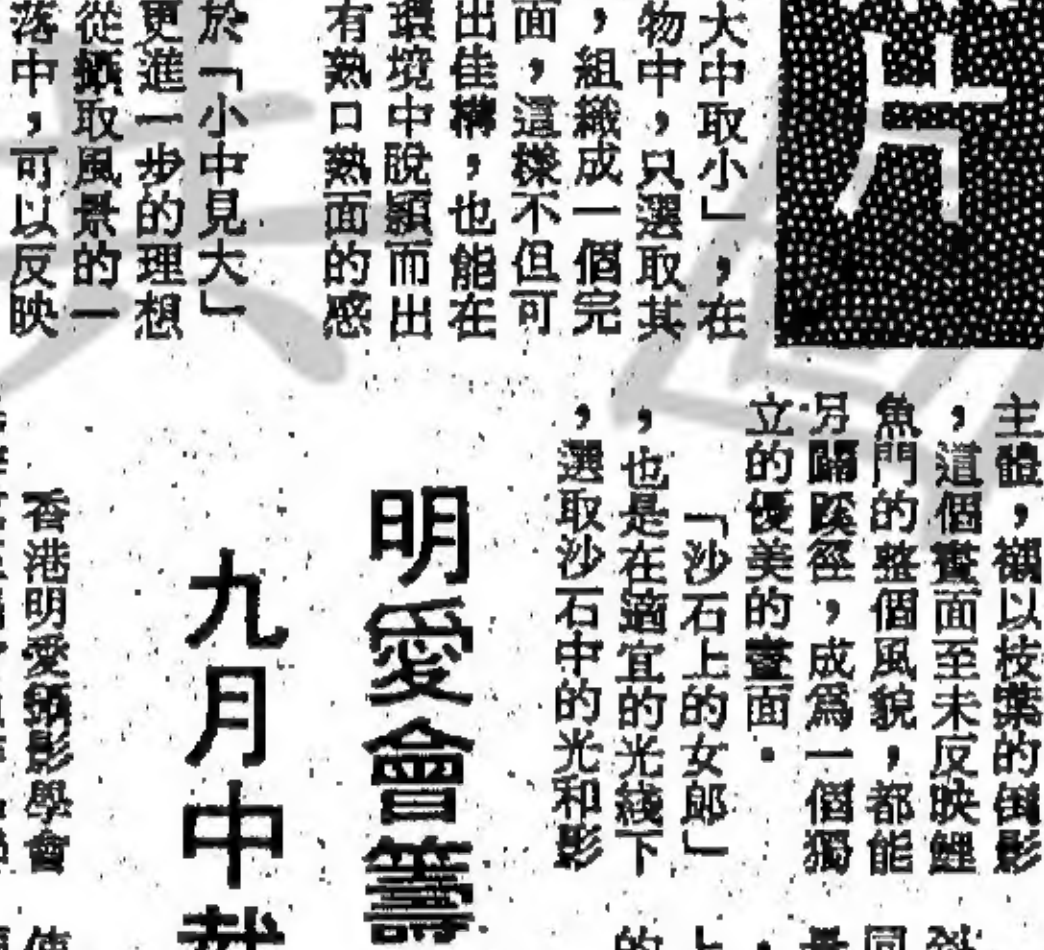 片
大中取小」，在
物中，只選取其
，組織成一個完
面，這樣不但可
出佳構，也能在
環境中脫穎而出
有熟口熟面的感
於「小中見大」
更進一步的理想
從攝取風景的一
落中，可以反映
主體，襯以枝葉的倒影
，這個畫面至未反映鯉
魚門的整個風貌，都能
另闢蹊徑，成爲一個獨
立的優美的畫面．
「沙石上的女郎」
，也是在適宜的光綫下
，選取沙石中的光和影
明愛會籌
九月中裁
香港明愛攝影學會
的
上